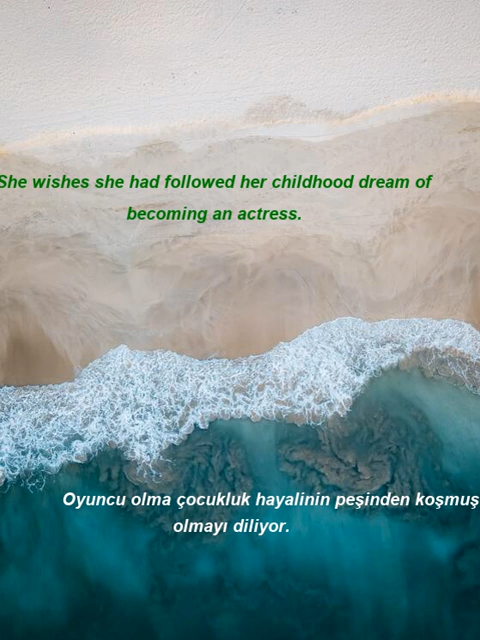 She wishes she had followed her childhood dream of
becoming an actress.
Oyuncu olma çocukluk hayalinin peşinden koşmuş
olmayı diliyor.